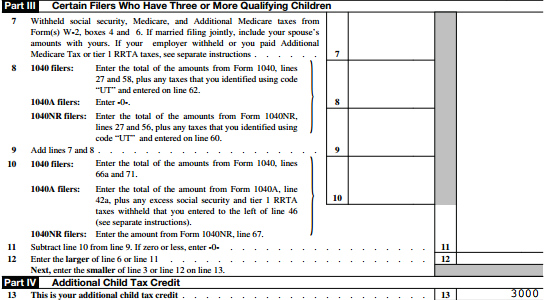 Part III Certain Filers Who Have Three or More Qualifying Children
7 Withheld social security, Medicare, and Additional Medicare taxes from
Form(s) W-2, boxes 4 and 6. If married filing jointly, include your spouse's
amounts with yours. If your employer withheld or you paid Additional
Medicare Tax or tier 1 RRTA taxes, see separate instructions . . . . . . 7
8 1040 filers: Enter the total of the amounts from Form 1040, lines
27 and 58, plus any taxes that you identified using code
"UT" and entered on line 62.
1040A filers: Enter -0-. 8
1040NR filers: Enter the total of the amounts from Form 1040NR,
lines 27 and 56, plus any taxes that you identified using
code "UT" and entered on line 60.
9 Add lines 7 and 8 . . . . . . . . . . . . . . . . 9
10 1040 filers: Enter the total of the amounts from Form 1040, lines
66a and 71.
1040A filers: Enter the total of the amount from Form 1040A, line
42a, plus any excess social security and tier 1 RRTA 10
taxes withheld that you entered to the left of line 46
(see separate instructions).
1040NR filers: Enter the amount from Form 1040NR, line 67.
11 Subtract line 10 from line 9. If zero or less, enter -0- . . . . . . . . . . . . . . . . 11
12 Enter the larger of line 6 or line 11 . . . . . . . . . . . . . . . . . . . . 12
Next, enter the smaller of line 3 or line 12 on line 13.
Part IV Additional Child Tax Credit
13 This is your additional child tax credit . . . . . . . . . . . . . . . . . . . 13 3000